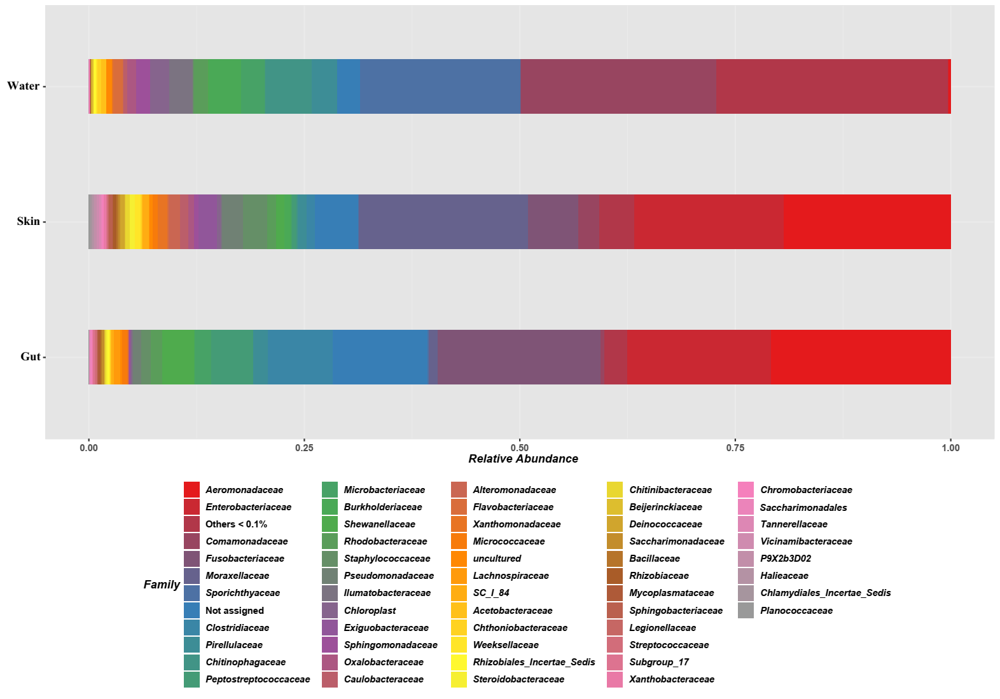 Water
Skin
Gut
0.00 0.25 0.50 0.75 1.00
Relative Abundance
Family
Aeromonadaceae
Enterobacteriaceae
Others < 0.1%
Comamonadaceae
Fusobacteriaceae
Moraxellaceae
Sporichthyaceae
Not assigned
Clostridiaceae
Pirellulaceae
Chitinophagaceae
Peptostreptococcaceae
Microbacteriaceae
Burkholderiaceae
Shewanellaceae
Rhodobacteraceae
Staphylococcaceae
Pseudomonadaceae
Ilumatobacteraceae
Chloroplast
Exiguobacteraceae
Sphingomonadaceae
Oxalobacteraceae
Caulobacteraceae
Alteromonadaceae
Flavobacteriaceae
Xanthomonadaceae
Micrococcaceae
uncultured
Lachnospiraceae
SC_I_84
Acetobacteraceae
Chthoniobacteraceae
Weeksellaceae
Rhizobiales_Incertae_Sedis
Steroidobacteraceae
Chitinibacteraceae
Beijerinckiaceae
Deinococcaceae
Saccharimonadaceae
Bacillaceae
Rhizobiaceae
Mycoplasmataceae
Sphingobacteriaceae
Legionellaceae
Streptococcaceae
Subgroup_17
Xanthobacteraceae
Chromobacteriaceae
Saccharimonadales
Tannerellaceae
Vicinamibacteraceae
P9X2b3D02
Halieaceae
Chlamydiales_Incertae_Sedis
Planococcaceae